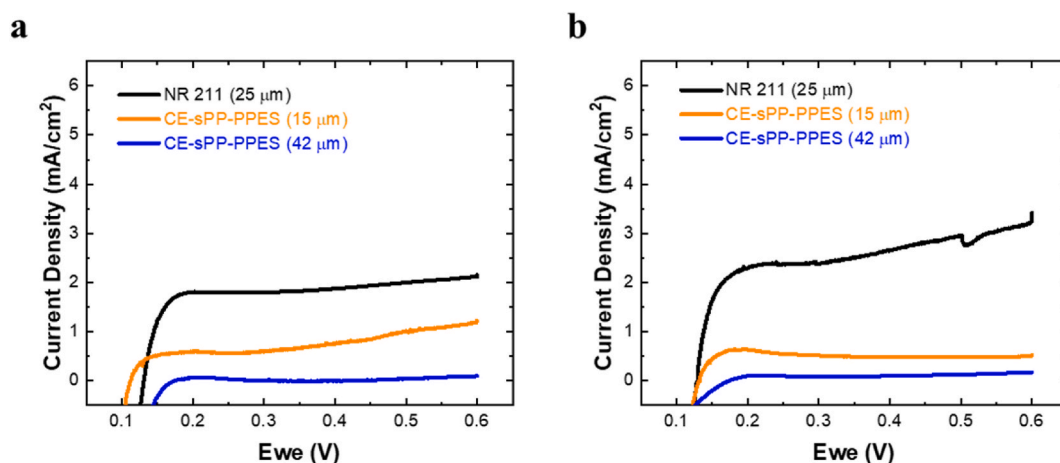 a
Current Density (mA/cm²)
6
5
4
3
2
1
0
NR 211 (25 μm)
CE-sPP-PPES (15 μm)
CE-sPP-PPES (42 μm)
0.1 0.2 0.3 0.4 0.5 0.6
Ewe (V)
b
Current Density (mA/cm²)
6
5
4
3
2
1
0
NR 211 (25 μm)
CE-sPP-PPES (15 μm)
CE-sPP-PPES (42 μm)
0.1 0.2 0.3 0.4 0.5 0.6
Ewe (V)